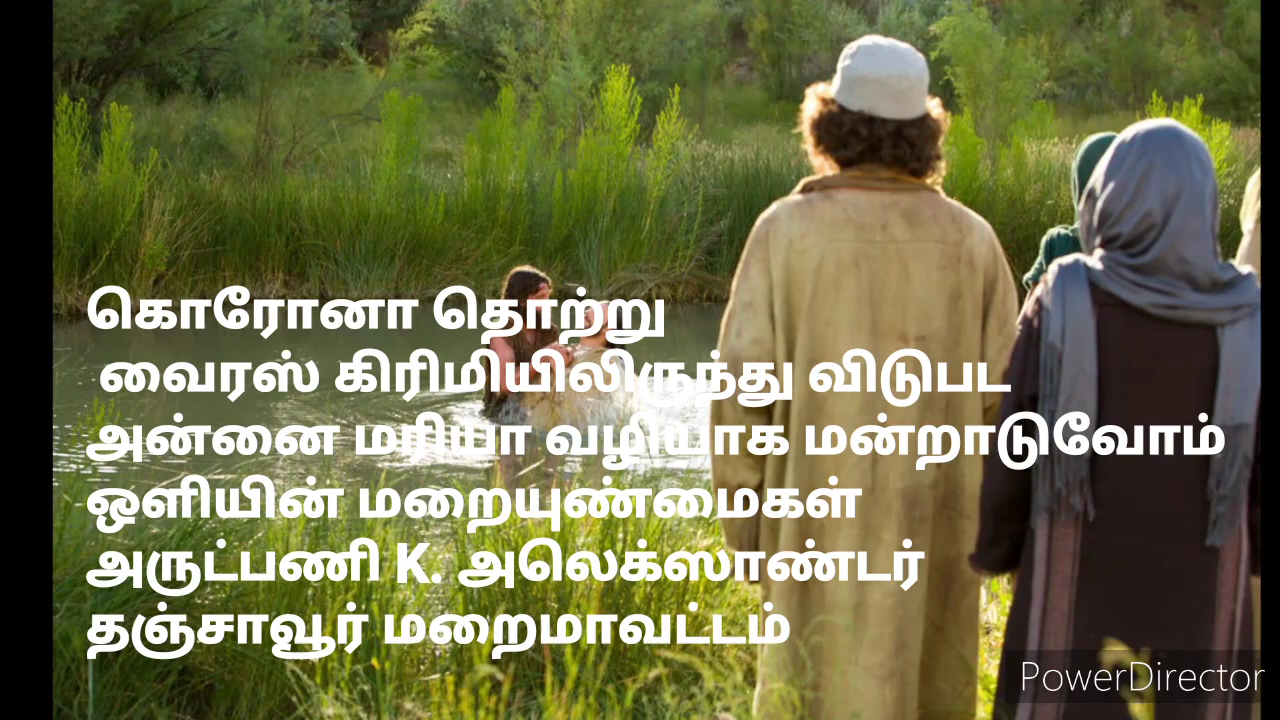 கொரோனா தொற்று
வைரஸ் கிரிமியிலிருந்து விடுபட
அன்னை மரியா வழியாக மன்றாடுவோம்
ஒளியின் மறையுண்மைகள்
அருட்பணி K. அலெக்ஸாண்டர்
தஞ்சாவூர் மறைமாவட்டம்
PowerDirector